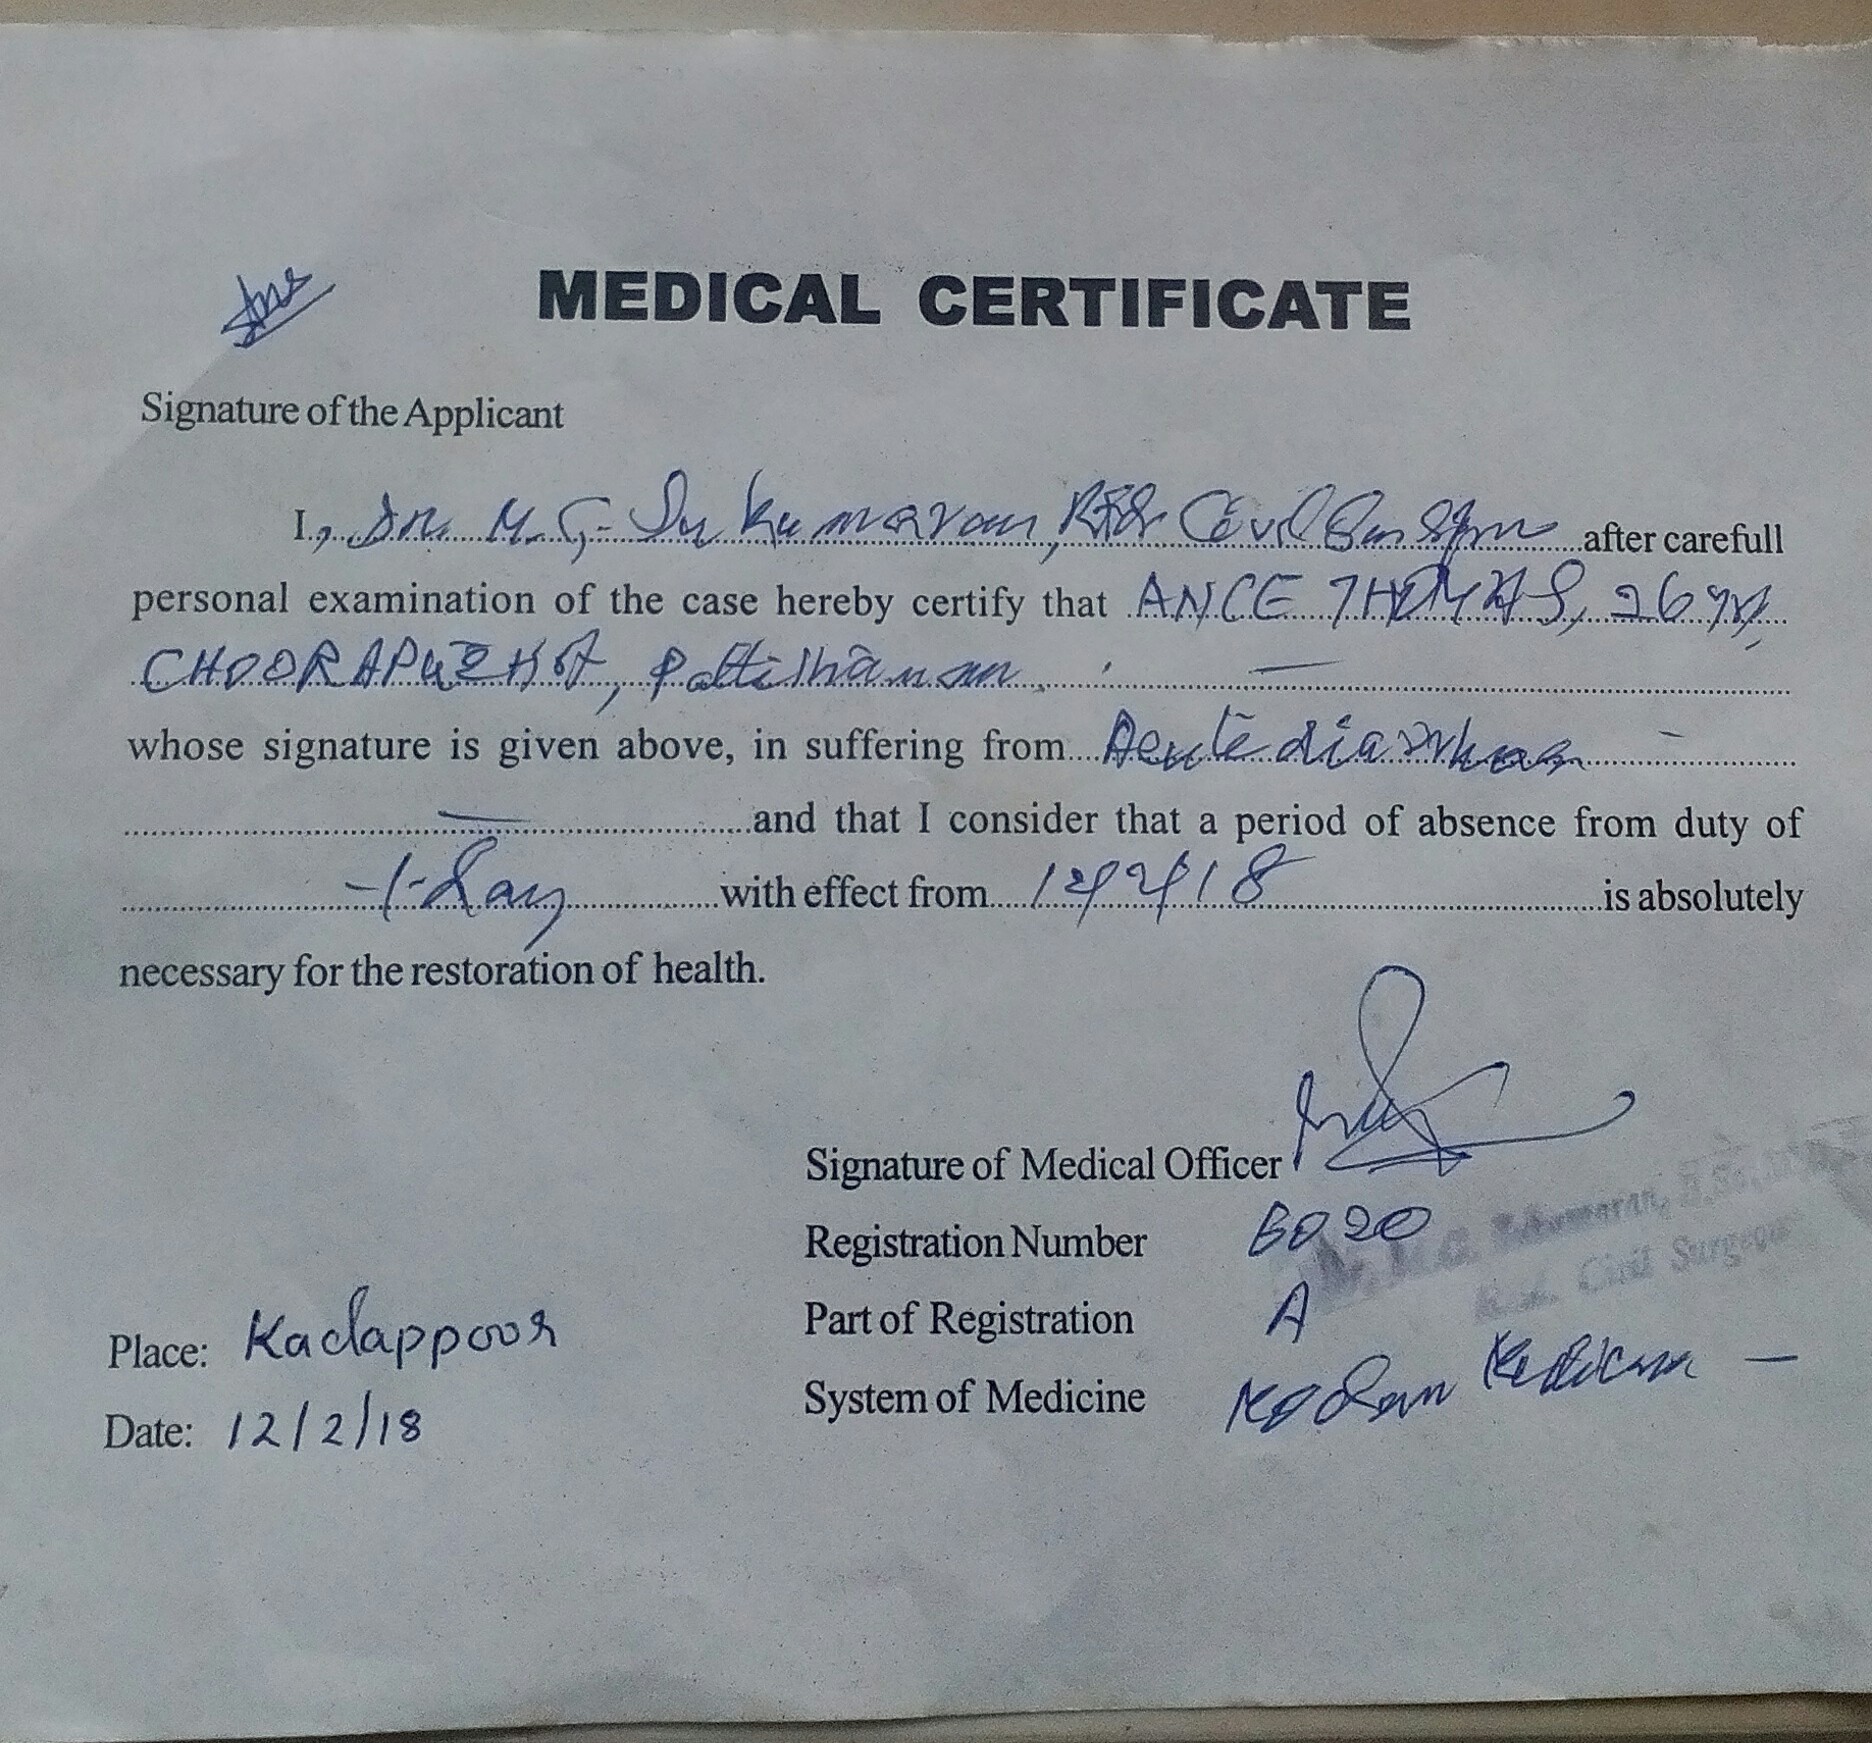 MEDICAL CERTIFICATE
Signature of the Applicant
I, Dr. M.G. Sukumaran, Rtd. Civil Surgeon after carefull
personal examination of the case hereby certify that ANCE THOMAS, 26 yrs,
CHOORAPUZHA,
whose signature is given above, in suffering from Acute diarrhoea
and that I consider that a period of absence from duty of
-1- Day with effect from 12/2/18 is absolutely
necessary for the restoration of health.
Signature of Medical Officer
Registration Number 6020
Part of Registration A
System of Medicine Modern Medicine
Place: Kadappoor
Date: 12/2/18
Dr. M.G. Sukumaran, B.Sc.,
Rtd. Civil Surgeon